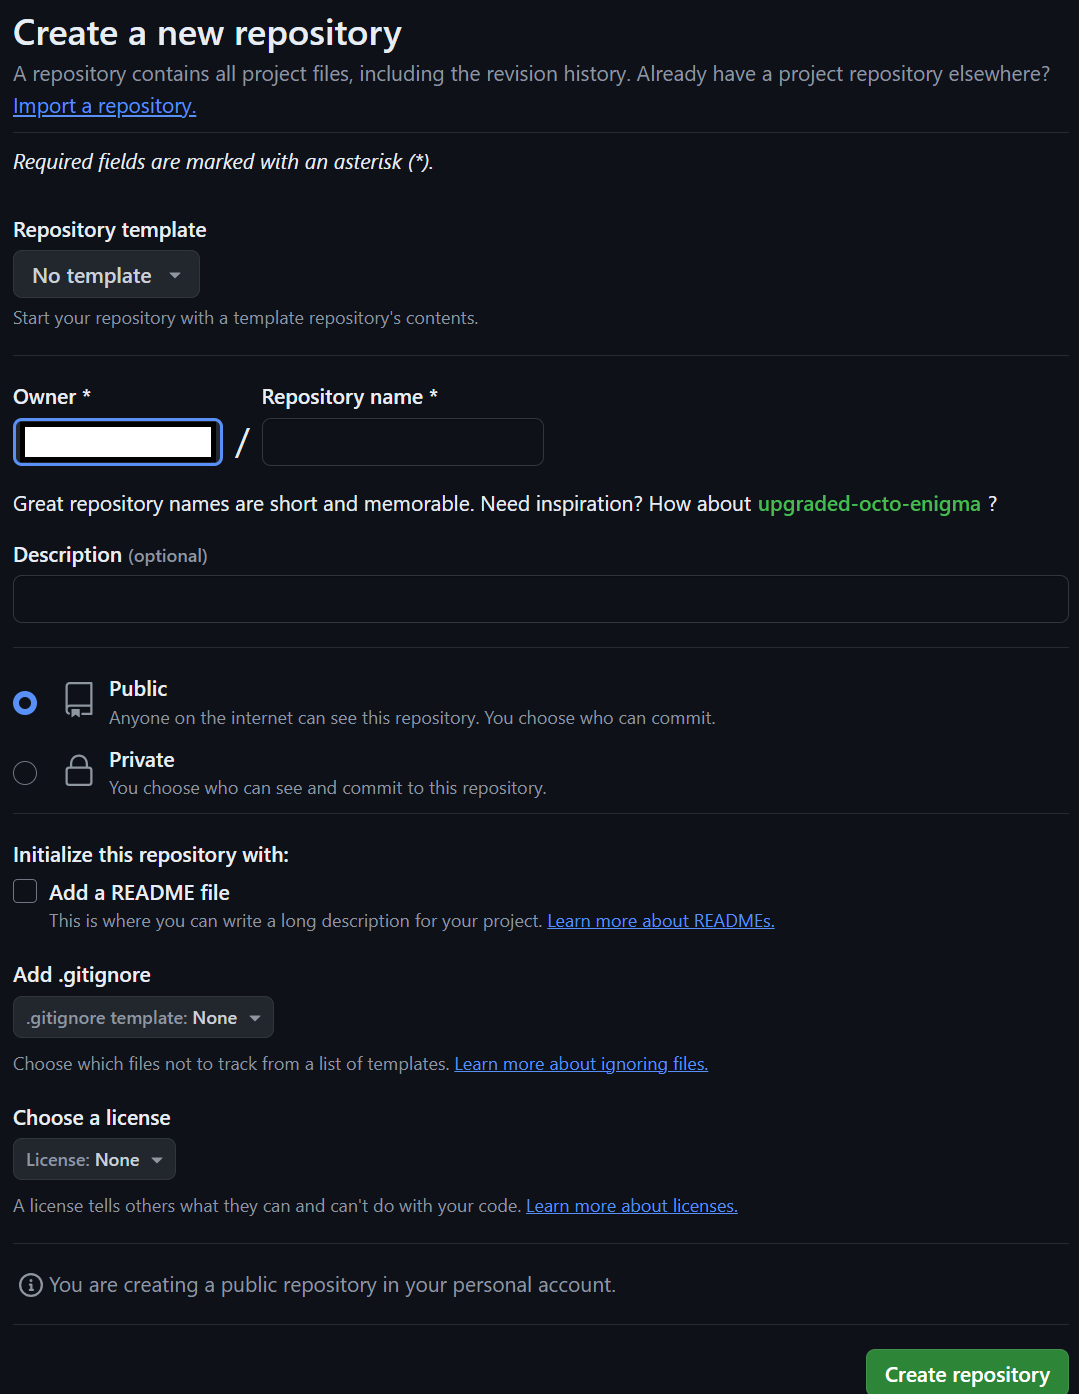 Create a new repository
A repository contains all project files, including the revision history. Already have a project repository elsewhere?
Import a repository.
Required fields are marked with an asterisk (*).
Repository template
No template
Start your repository with a template repository's contents.
Owner *
Repository name *
/
Great repository names are short and memorable. Need inspiration? How about upgraded-octo-enigma ?
Description (optional)
Public
Anyone on the internet can see this repository. You choose who can commit.
Private
You choose who can see and commit to this repository.
Initialize this repository with:
Add a README file
This is where you can write a long description for your project. Learn more about READMEs.
Add .gitignore
.gitignore template: None
Choose which files not to track from a list of templates. Learn more about ignoring files.
Choose a license
License: None
A license tells others what they can and can't do with your code. Learn more about licenses.
You are creating a public repository in your personal account.
Create repository